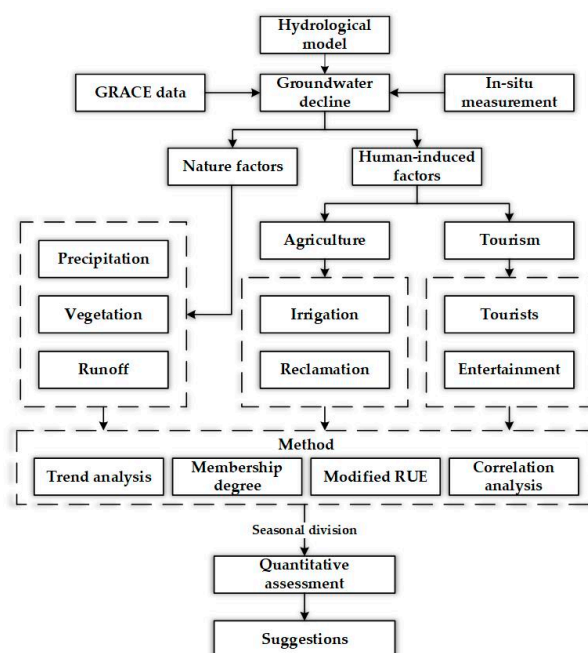 Hydrological
model
GRACE data
Groundwater
decline
In-situ
measurement
Nature factors
Human-induced
factors
Agriculture
Tourism
Precipitation
Vegetation
Runoff
Irrigation
Reclamation
Tourists
Entertainment
Method
Trend analysis
Membership
degree
Modified RUE
Correlation
analysis
Seasonal division
Quantitative
assessment
Suggestions